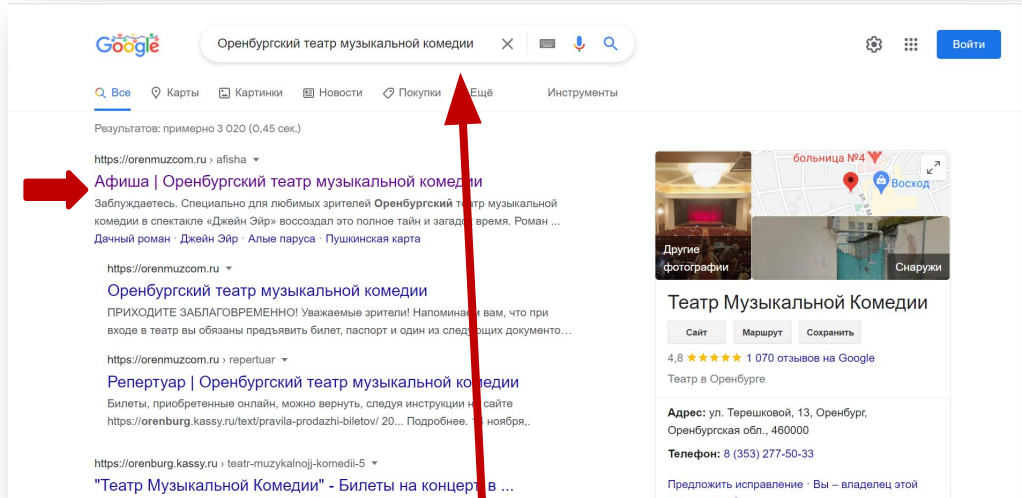 Google
Оренбургский театр музыкальной комедии
Войти
Все Карты Картинки Новости Покупки Ещё Инструменты
Результатов: примерно 3 020 (0,45 сек.)
https://orenmuzcom.ru › afisha
Афиша | Оренбургский театр музыкальной комедии
Заблуждаетесь. Специально для любимых зрителей Оренбургский театр музыкальной
комедии в спектакле «Джейн Эйр» воссоздал это полное тайн и загадок время. Роман ...
Дачный роман · Джейн Эйр · Алые паруса · Пушкинская карта
https://orenmuzcom.ru
Оренбургский театр музыкальной комедии
ПРИХОДИТЕ ЗАБЛАГОВРЕМЕННО! Уважаемые зрители! Напоминаем вам, что при
входе в театр вы обязаны предъявить билет, паспорт и один из следующих документо...
https://orenmuzcom.ru › repertuar
Репертуар | Оренбургский театр музыкальной комедии
Билеты, приобретенные онлайн, можно вернуть, следуя инструкции на сайте
https://orenburg.kassy.ru/text/pravila-prodazhi-biletov/ 20... Подробнее. ноября,.
https://orenburg.kassy.ru › teatr-muzykalnojj-komedii-5
"Театр Музыкальной Комедии" - Билеты на концерт в ...
больница №4
Восход
ул. 8 М
Другие
фотографии
Снаружи
Театр Музыкальной Комедии
Сайт Маршрут Сохранить
4,8 ★★★★★ 1 070 отзывов на Google
Театр в Оренбурге
Адрес: ул. Терешковой, 13, Оренбург,
Оренбургская обл., 460000
Телефон: 8 (353) 277-50-33
Предложить исправление · Вы – владелец этой